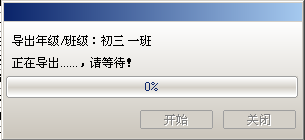 导出年级/班级：初三 一班
正在导出......，请等待！
0%
开始
关闭